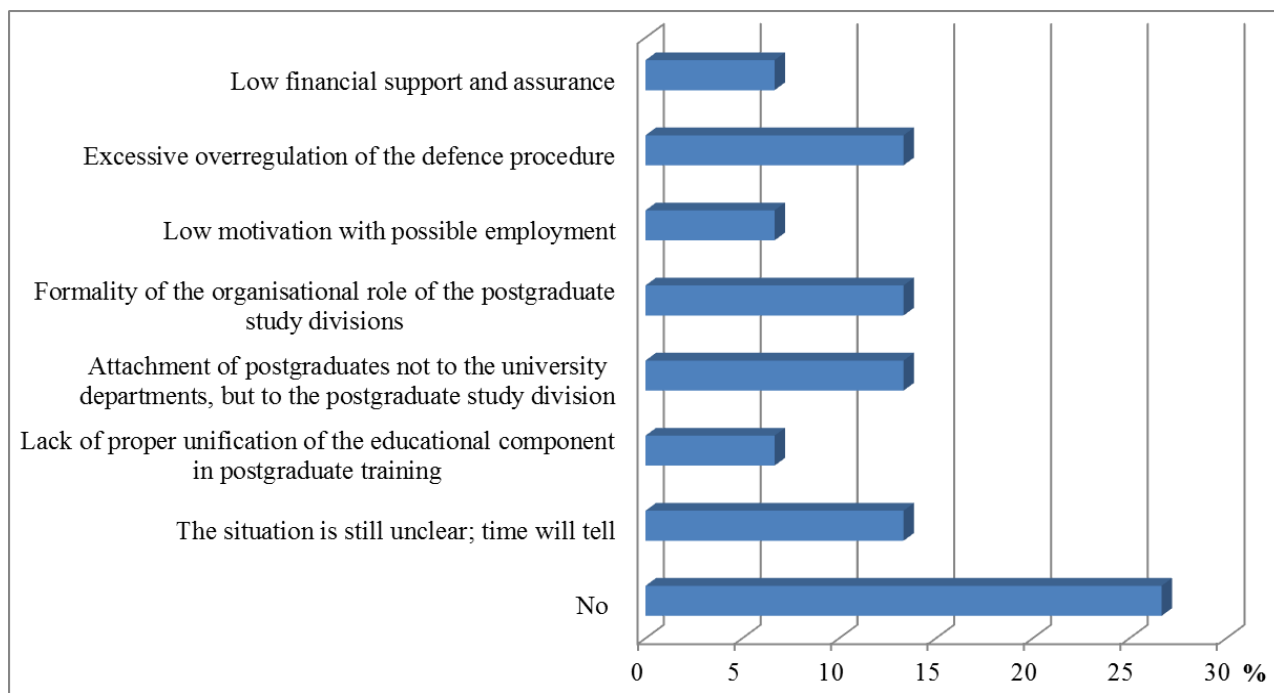 Low financial support and assurance
Excessive overregulation of the defence procedure
Low motivation with possible employment
Formality of the organisational role of the postgraduate
study divisions
Attachment of postgraduates not to the university
departments, but to the postgraduate study division
Lack of proper unification of the educational component
in postgraduate training
The situation is still unclear; time will tell
No
0 5 10 15 20 25 30 %